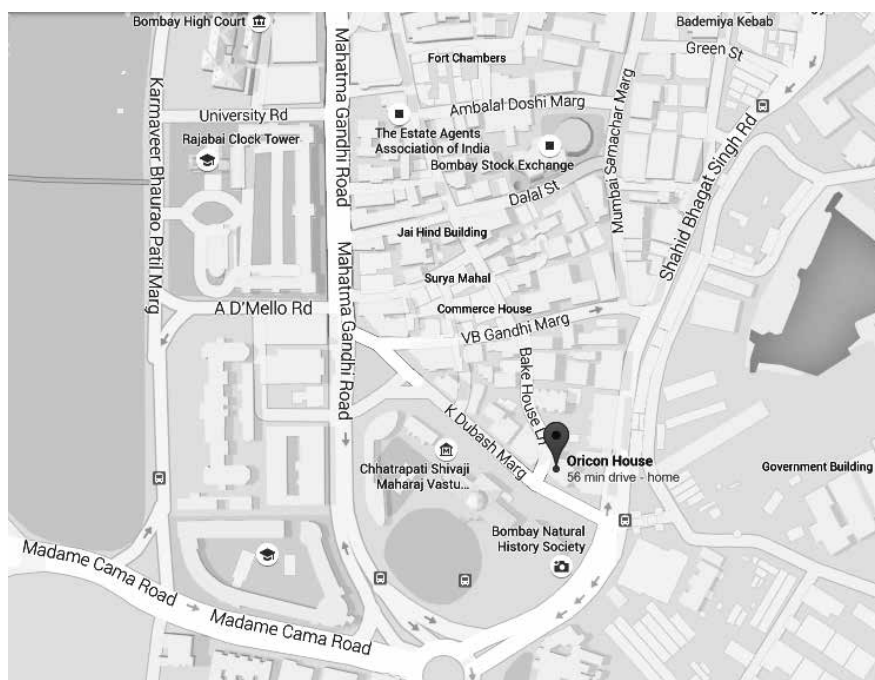 Bombay High Court
Bademiya Kebab
Green St
Fort Chambers
Mahatma Gandhi Road
Karmaveer Bhaurao Patil Marg
University Rd
Ambalal Doshi Marg
Mumbai Samachar Marg
Shahid Bhagat Singh Rd
Rajabai Clock Tower
The Estate Agents
Association of India
Bombay Stock Exchange
Dalal St
Jai Hind Building
Surya Mahal
Mahatma Gandhi Road
A D'Mello Rd
Commerce House
VB Gandhi Marg
Bake House Ln
K Dubash Marg
Chhatrapati Shivaji
Maharaj Vastu...
Oricon House
56 min drive - home
Government Building
Bombay Natural
History Society
Madame Cama Road
Madame Cama Road